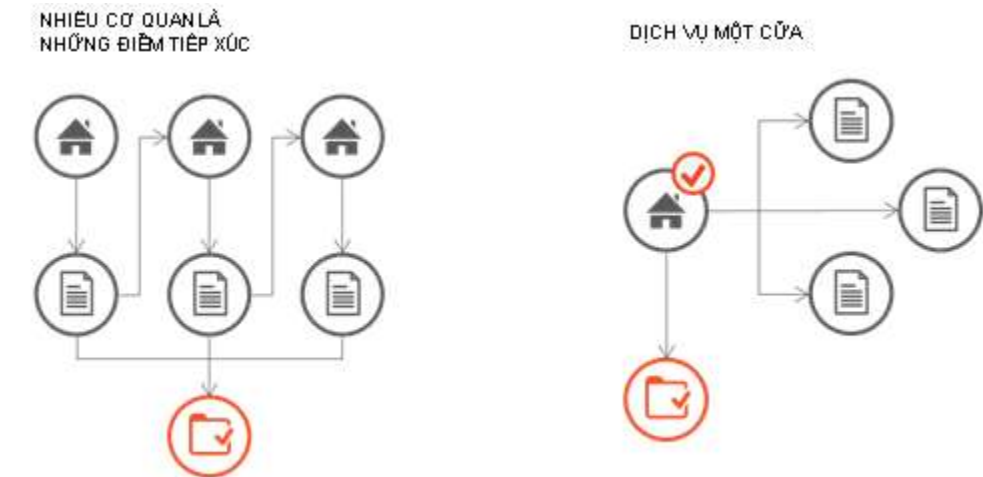 NHIỀU CƠ QUAN LÀ
NHỮNG ĐIỂM TIẾP XÚC
DỊCH VỤ MỘT CỬA